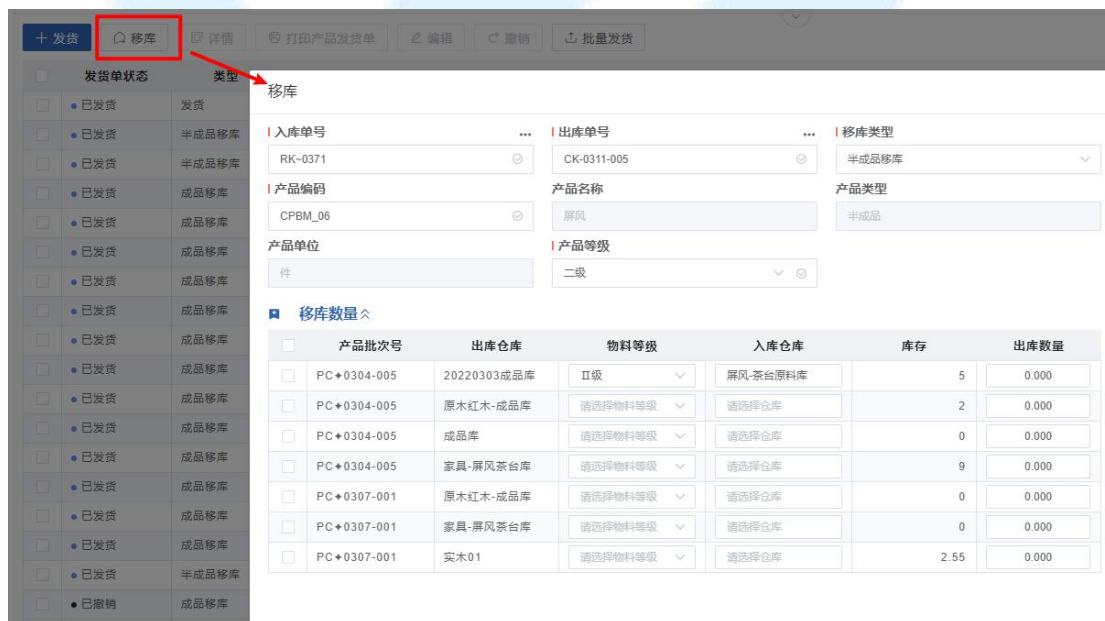 发货 移库 详情 打印产品发货单 编辑 撤销 批量发货
发货单状态 类型
已发货 发货
已发货 半成品移库
已发货 半成品移库
已发货 成品移库
已发货 成品移库
已发货 成品移库
已发货 成品移库
已发货 成品移库
已发货 成品移库
已发货 成品移库
已发货 成品移库
已发货 成品移库
已发货 成品移库
已发货 成品移库
已发货 成品移库
已发货 成品移库
已发货 半成品移库
已撤销 成品移库
移库
入库单号 ••• 出库单号 ••• 移库类型
RK~0371 CK-0311-005 半成品移库
产品编码 产品名称 产品类型
CPBM_06 屏风 半成品
产品单位 产品等级
件 二级
移库数量
产品批次号 出库仓库 物料等级 入库仓库 库存 出库数量
PC✦0304-005 20220303成品库 II级 屏风-茶台原料库 5 0.000
PC✦0304-005 原木红木-成品库 请选择物料等级 请选择仓库 2 0.000
PC✦0304-005 成品库 请选择物料等级 请选择仓库 0 0.000
PC✦0304-005 家具-屏风茶台库 请选择物料等级 请选择仓库 9 0.000
PC✦0307-001 原木红木-成品库 请选择物料等级 请选择仓库 0 0.000
PC✦0307-001 家具-屏风茶台库 请选择物料等级 请选择仓库 0 0.000
PC✦0307-001 实木01 请选择物料等级 请选择仓库 2.55 0.000